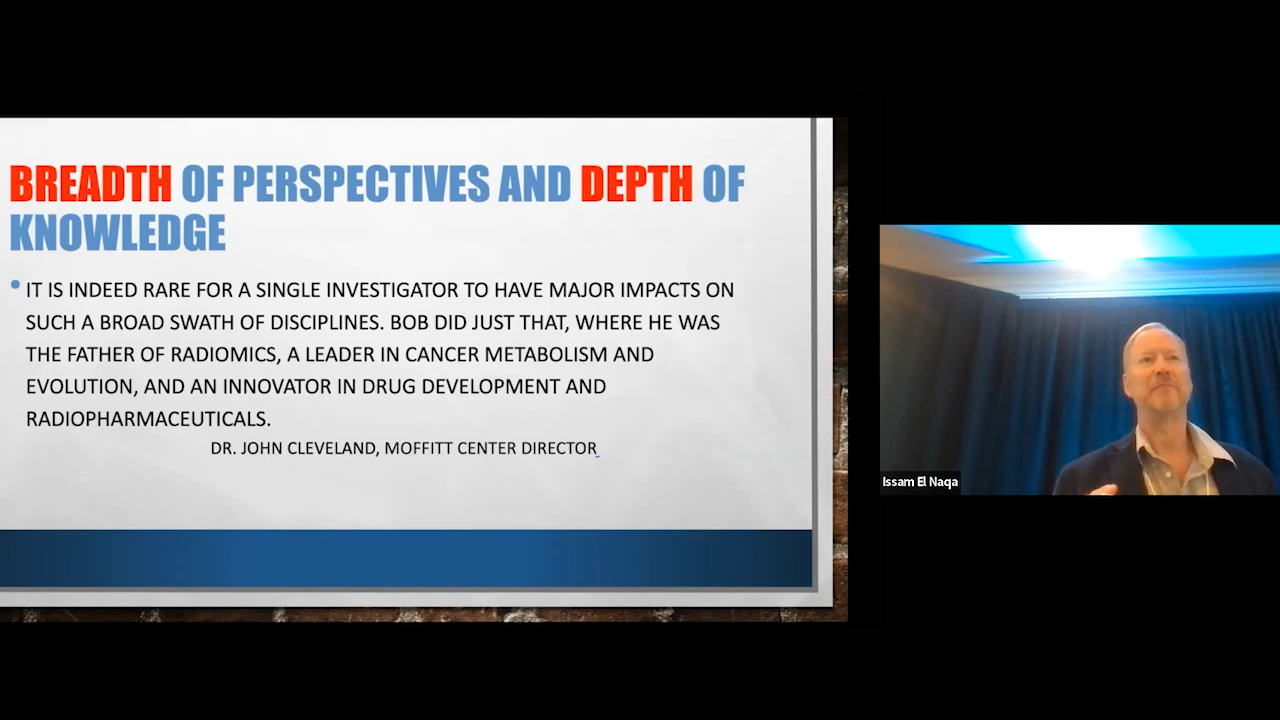 BREADTH OF PERSPECTIVES AND DEPTH OF
KNOWLEDGE
• IT IS INDEED RARE FOR A SINGLE INVESTIGATOR TO HAVE MAJOR IMPACTS ON
SUCH A BROAD SWATH OF DISCIPLINES. BOB DID JUST THAT, WHERE HE WAS
THE FATHER OF RADIOMICS, A LEADER IN CANCER METABOLISM AND
EVOLUTION, AND AN INNOVATOR IN DRUG DEVELOPMENT AND
RADIOPHARMACEUTICALS.
DR. JOHN CLEVELAND, MOFFITT CENTER DIRECTOR
Issam El Naqa